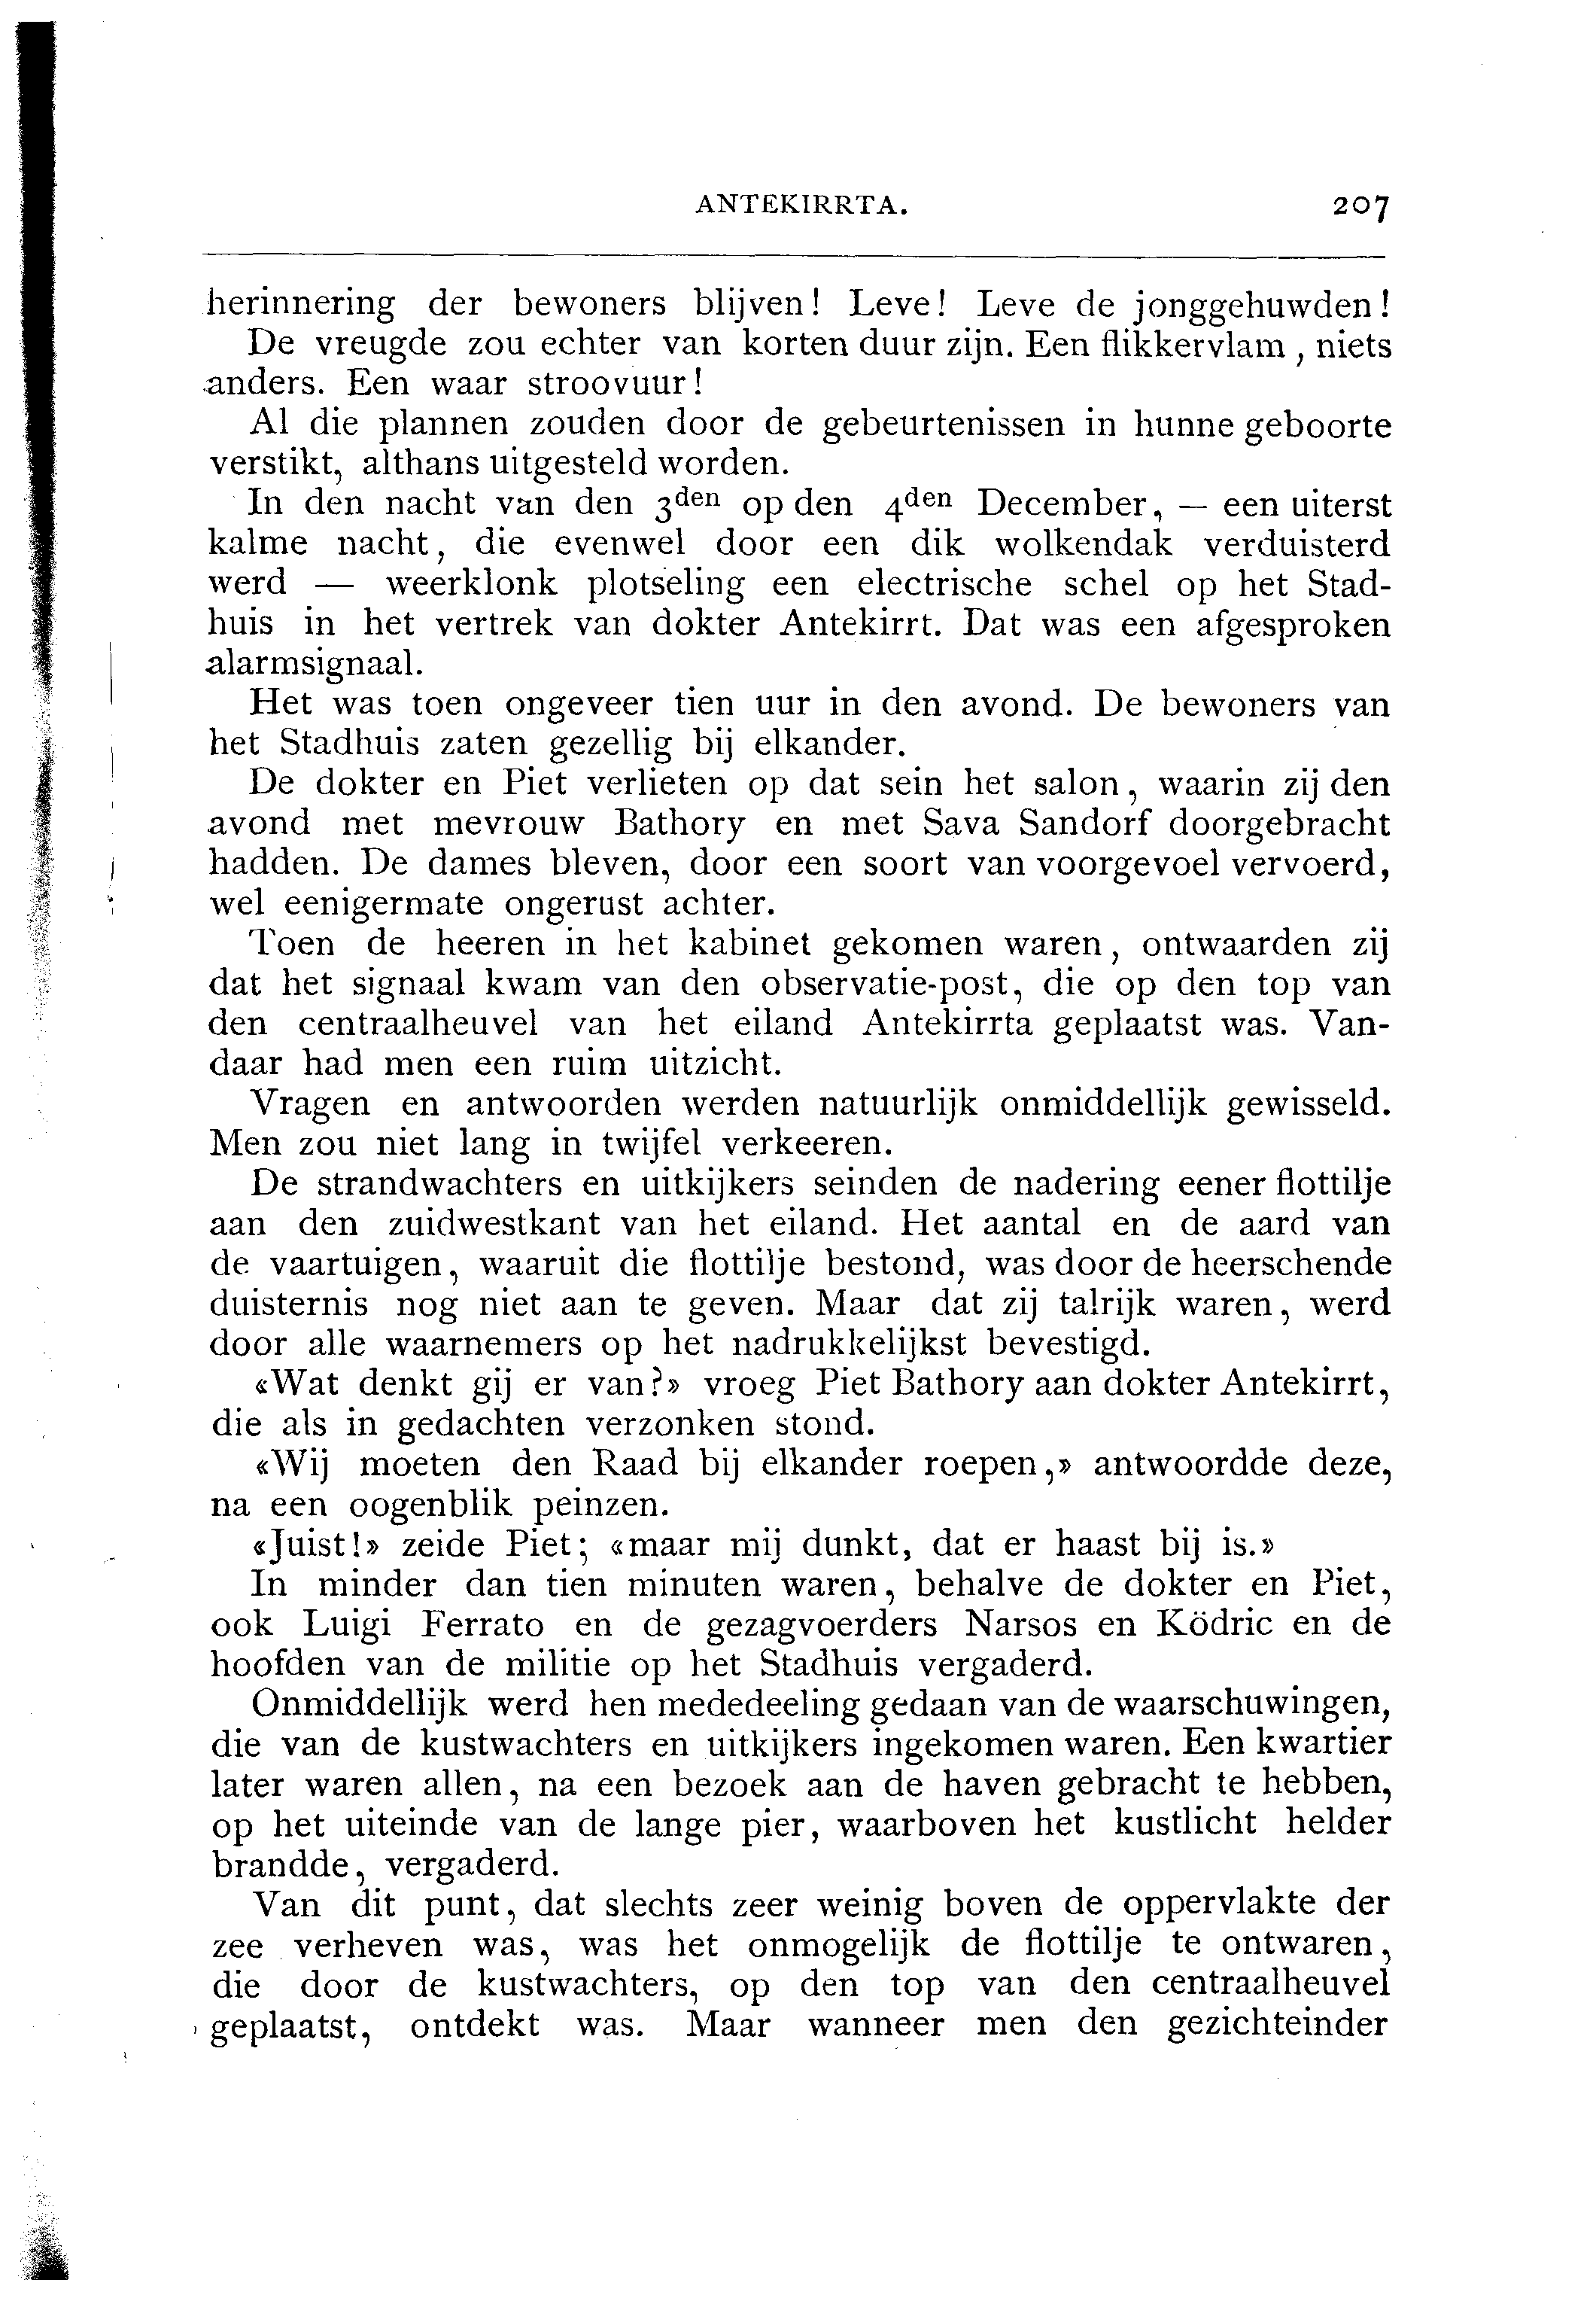 ANTEKIRRTA. 207
herinnering der bewoners blijven! Leve! Leve de jonggehuwden!
De vreugde zou echter van korten duur zijn. Een flikkervlam, niets
anders. Een waar stroovuur!
Al die plannen zouden door de gebeurtenissen in hunne geboorte
verstikt, althans uitgesteld worden.
In den nacht van den 3den op den 4den December, — een uiterst
kalme nacht, die evenwel door een dik wolkendak verduisterd
werd — weerklonk plotseling een electrische schel op het Stad-
huis in het vertrek van dokter Antekirrt. Dat was een afgesproken
alarmsignaal.
Het was toen ongeveer tien uur in den avond. De bewoners van
het Stadhuis zaten gezellig bij elkander.
De dokter en Piet verlieten op dat sein het salon, waarin zij den
avond met mevrouw Bathory en met Sava Sandorf doorgebracht
hadden. De dames bleven, door een soort van voorgevoel vervoerd,
wel eenigermate ongerust achter.
Toen de heeren in het kabinet gekomen waren, ontwaarden zij
dat het signaal kwam van den observatie-post, die op den top van
den centraalheuvel van het eiland Antekirrta geplaatst was. Van-
daar had men een ruim uitzicht.
Vragen en antwoorden werden natuurlijk onmiddellijk gewisseld.
Men zou niet lang in twijfel verkeeren.
De strandwachters en uitkijkers seinden de nadering eener flottilje
aan den zuidwestkant van het eiland. Het aantal en de aard van
de vaartuigen, waaruit die flottilje bestond, was door de heerschende
duisternis nog niet aan te geven. Maar dat zij talrijk waren, werd
door alle waarnemers op het nadrukkelijkst bevestigd.
«Wat denkt gij er van?» vroeg Piet Bathory aan dokter Antekirrt,
die als in gedachten verzonken stond.
«Wij moeten den Raad bij elkander roepen,» antwoordde deze,
na een oogenblik peinzen.
«Juist!» zeide Piet; «maar mij dunkt, dat er haast bij is.»
In minder dan tien minuten waren, behalve de dokter en Piet,
ook Luigi Ferrato en de gezagvoerders Narsos en Ködric en de
hoofden van de militie op het Stadhuis vergaderd.
Onmiddellijk werd hen mededeeling gedaan van de waarschuwingen,
die van de kustwachters en uitkijkers ingekomen waren. Een kwartier
later waren allen, na een bezoek aan de haven gebracht te hebben,
op het uiteinde van de lange pier, waarboven het kustlicht helder
brandde, vergaderd.
Van dit punt, dat slechts zeer weinig boven de oppervlakte der
zee verheven was, was het onmogelijk de flottilje te ontwaren,
die door de kustwachters, op den top van den centraalheuvel
geplaatst, ontdekt was. Maar wanneer men den gezichteinder